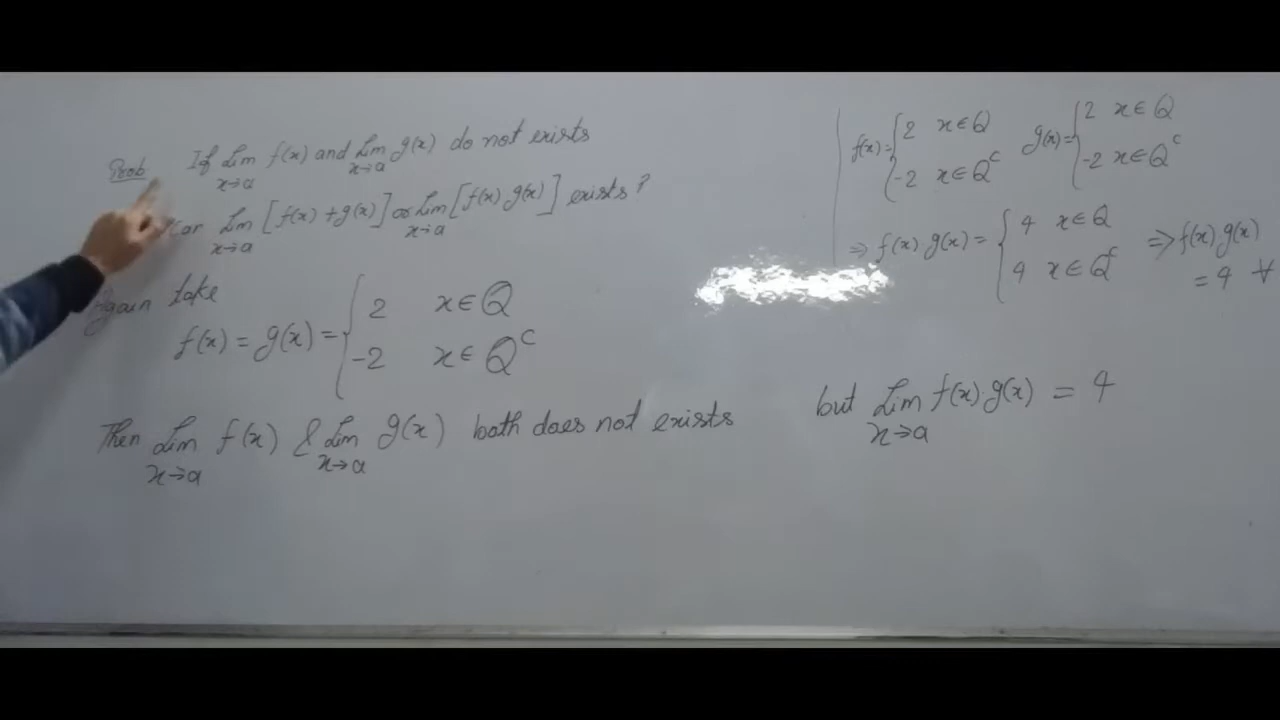 Prob If Lim x→a f(x) and Lim x→a g(x) do not exists
Can Lim x→a [f(x) + g(x)] or Lim x→a [f(x) g(x)] exists?
Again take
f(x) = g(x) = { 2 x ∈ Q
-2 x ∈ Q^c
Then Lim x→a f(x) & Lim x→a g(x) both does not exists
f(x) = { 2 x ∈ Q
-2 x ∈ Q^c
g(x) = { 2 x ∈ Q
-2 x ∈ Q^c
⇒ f(x) g(x) = { 4 x ∈ Q
4 x ∈ Q^c
⇒ f(x) g(x)
= 4 ∀
but Lim x→a f(x).g(x) = 4